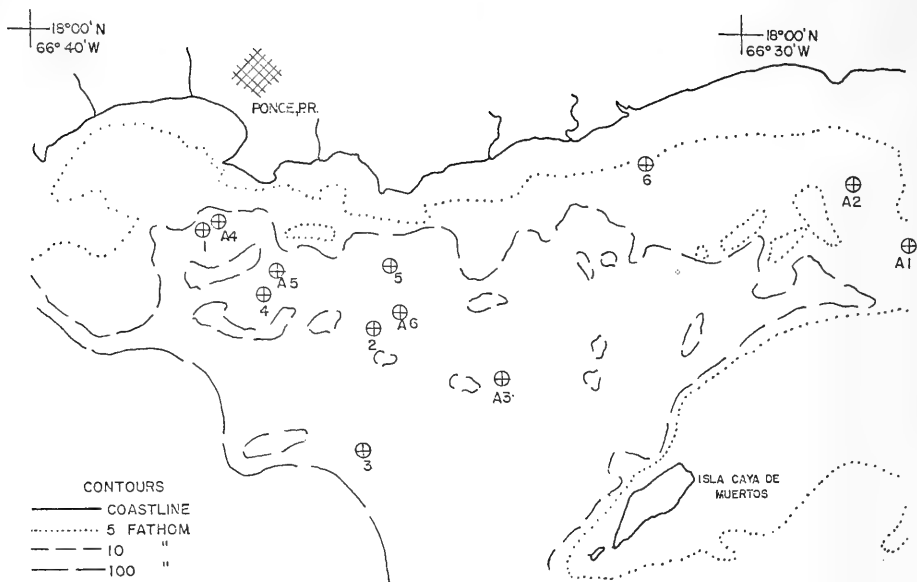 18°00'N
66°40'W
18°00'N
66°30'W
PONCE, P.R.
6
A2
A4
1
A1
A5
5
4
A6
2
A3
3
ISLA CAYA DE
MUERTOS
CONTOURS
COASTLINE
5 FATHOM
10 "
100 "